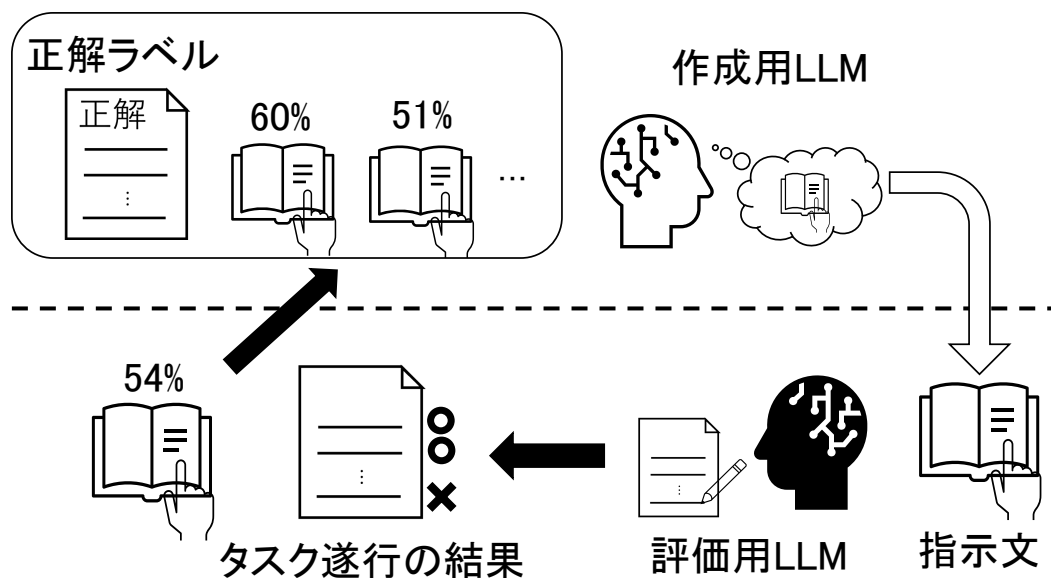 正解ラベル
正解
⋮
60%
51%
…
作成用LLM
54%
⋮
タスク遂行の結果
⋮
評価用LLM
指示文